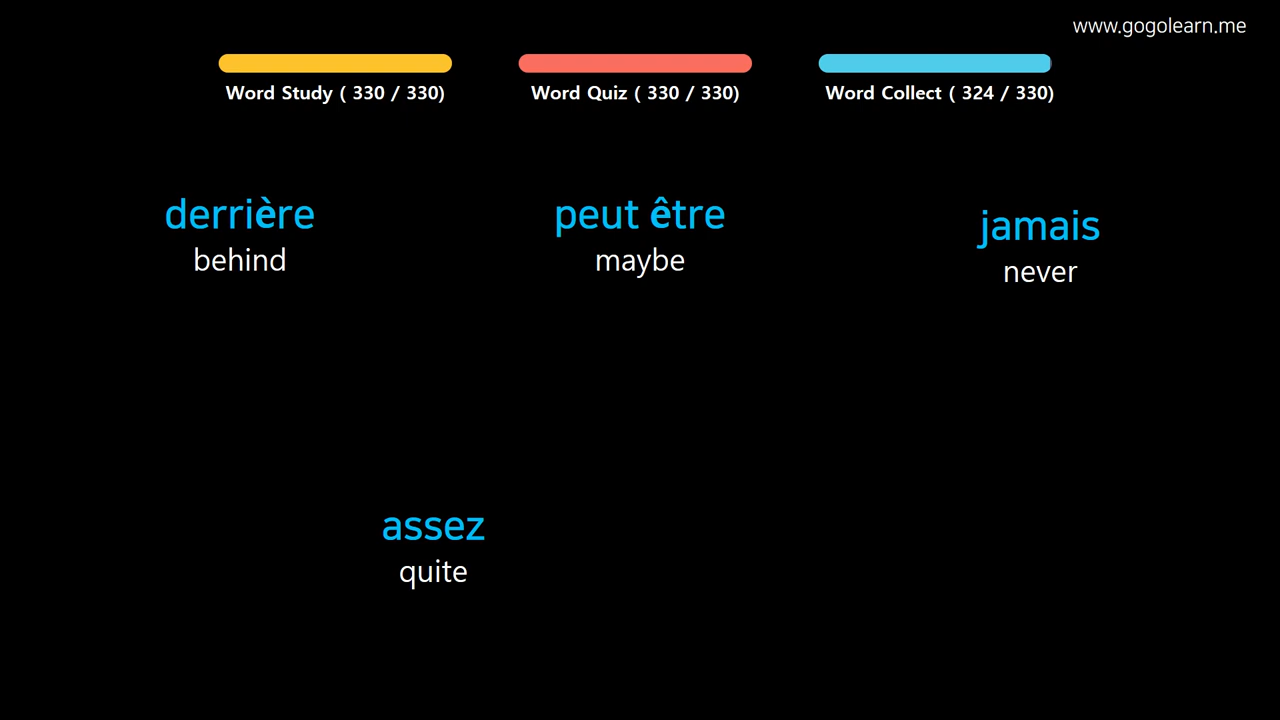 www.gogolearn.me
Word Study ( 330 / 330)
Word Quiz ( 330 / 330)
Word Collect ( 324 / 330)
derrière
behind
peut être
maybe
jamais
never
assez
quite